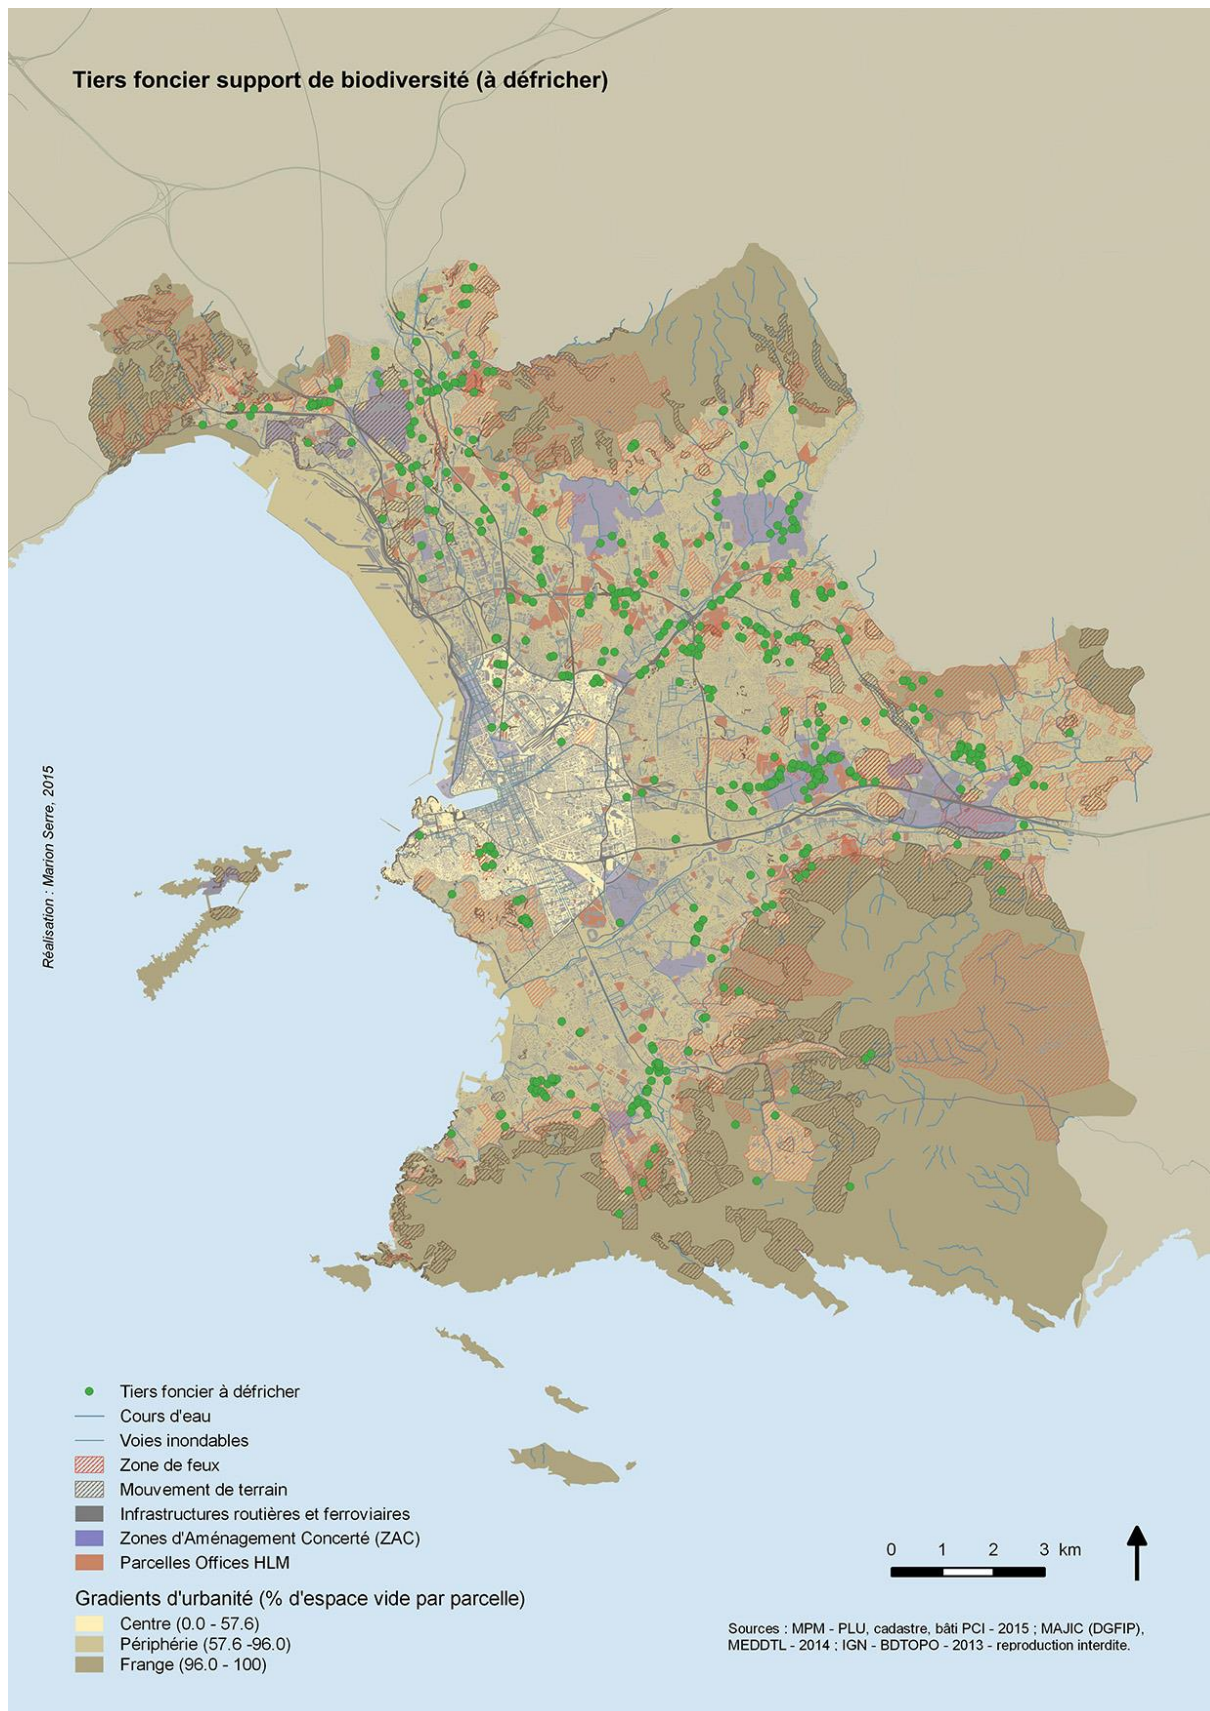 Tiers foncier support de biodiversité (à défricher)
Réalisation : Marion Serre, 2015
Tiers foncier à défricher
Cours d'eau
Voies inondables
Zone de feux
Mouvement de terrain
Infrastructures routières et ferroviaires
Zones d'Aménagement Concerté (ZAC)
Parcelles Offices HLM
Gradients d'urbanité (% d'espace vide par parcelle)
Centre (0.0 - 57.6)
Périphérie (57.6 -96.0)
Frange (96.0 - 100)
0 1 2 3 km
Sources : MPM - PLU, cadastre, bâti PCI - 2015 ; MAJIC (DGFIP),
MEDDTL - 2014 ; IGN - BDTOPO - 2013 - reproduction interdite.